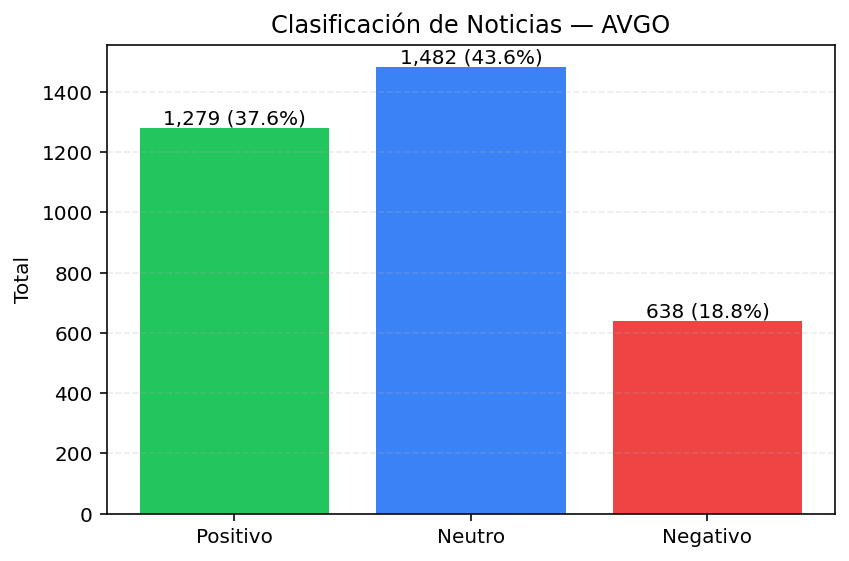 Clasificación de Noticias — AVGO
1,482 (43.6%)
1,279 (37.6%)
638 (18.8%)
Total
1400
1200
1000
800
600
400
200
0
Positivo
Neutro
Negativo